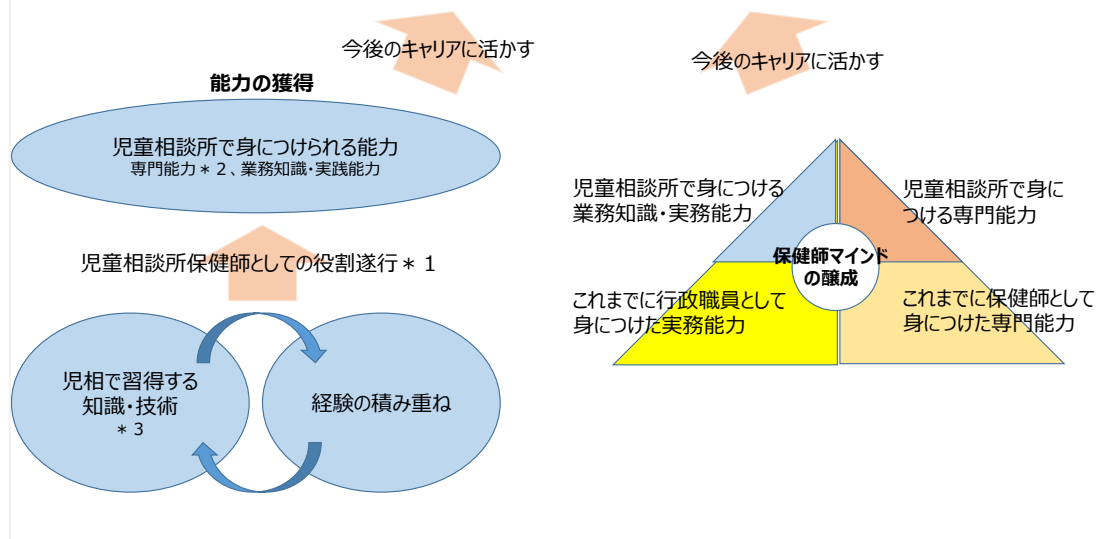 今後のキャリアに活かす
能力の獲得
児童相談所で身につけられる能力
専門能力＊２、業務知識・実践能力
児童相談所保健師としての役割遂行＊１
児相で習得する
知識・技術
＊３
経験の積み重ね
今後のキャリアに活かす
児童相談所で身につける
業務知識・実務能力
児童相談所で身に
つける専門能力
保健師マインド
の醸成
これまでに行政職員として
身につけた実務能力
これまでに保健師として
身につけた専門能力